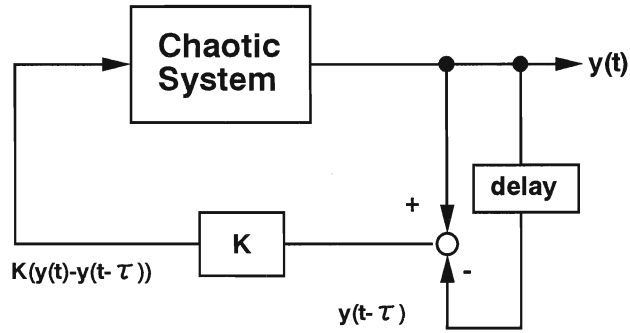 Chaotic
System
y(t)
delay
+
K
-
K(y(t)-y(t-τ))
y(t-τ)